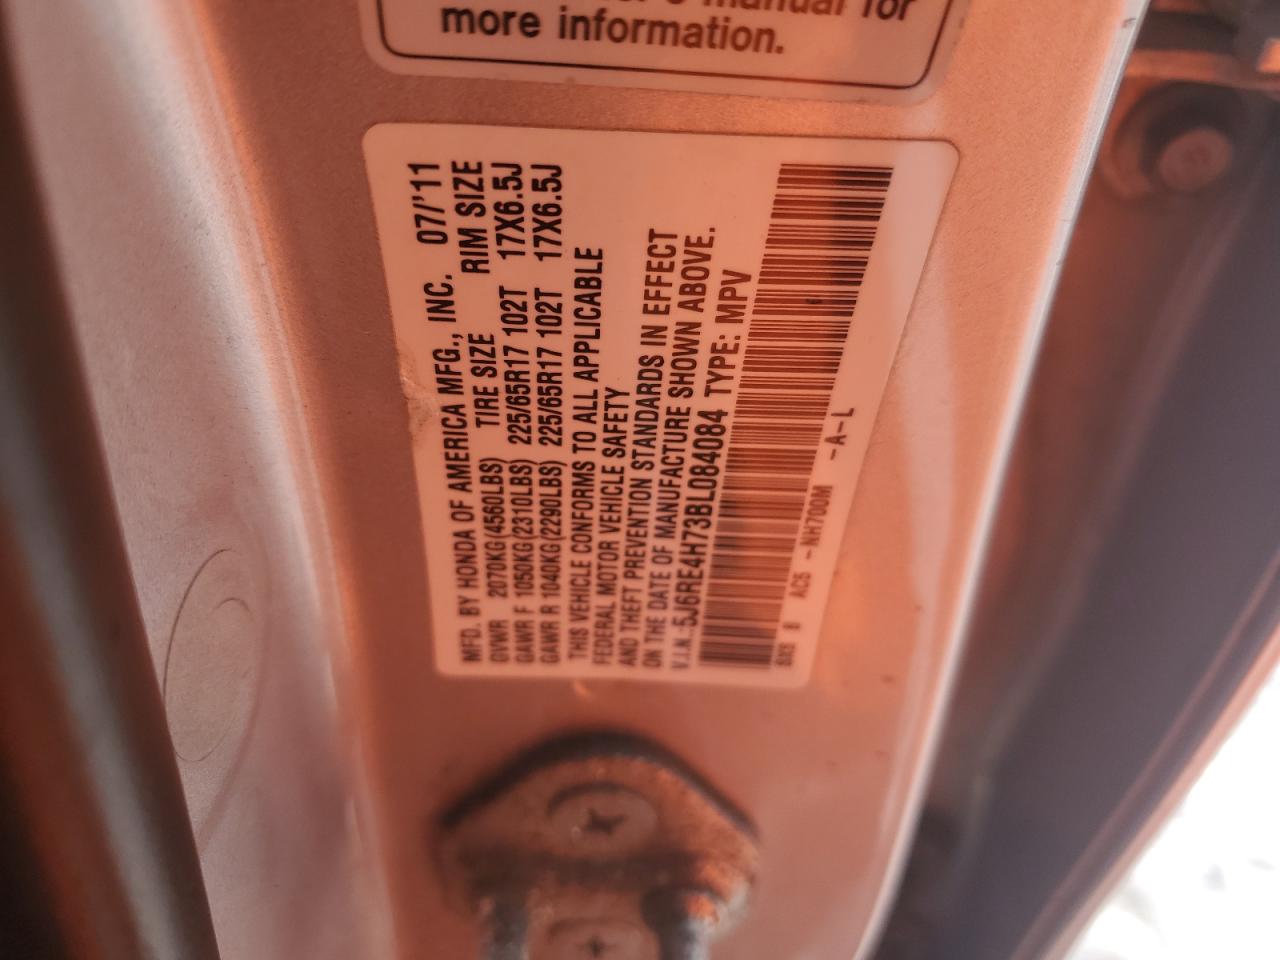 manual for
more information.
MFD. BY HONDA OF AMERICA MFG., INC. 07/'11
GVWR 2070KG(4560LBS) TIRE SIZE RIM SIZE
GAWR F 1050KG(2310LBS) 225/65R17 102T 17X6.5J
GAWR R 1040KG(2290LBS) 225/65R17 102T 17X6.5J
THIS VEHICLE CONFORMS TO ALL APPLICABLE
FEDERAL MOTOR VEHICLE SAFETY
AND THEFT PREVENTION STANDARDS IN EFFECT
ON THE DATE OF MANUFACTURE SHOWN ABOVE.
V.I.N.:5J6RE4H73BL084084 TYPE: MPV
AC5 -NH700M -A-L